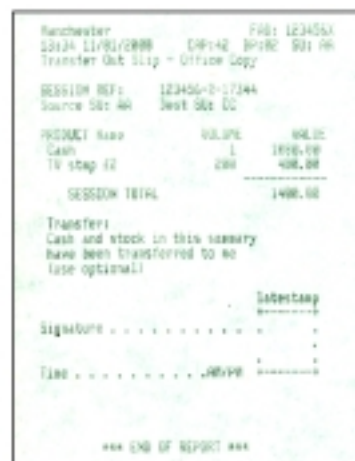 Manchester FAD: 123456X
13:34 11/01/2000 CAP:42 BP:02 SU: AA
Transfer Out Slip - Office Copy
SESSION REF: 123456-2-17344
Source SU: AA Dest SU: CC
PRODUCT Name VOLUME VALUE
Cash 1 1000.00
TV stmp £2 200 400.00
SESSION TOTAL 1400.00
Transfer:
Cash and stock in this summary
have been transferred to me
(use optional)
Datestamp
Signature . . . . . . . . . . .
Time . . . . . . . . . .AM/PM
*** END OF REPORT ***